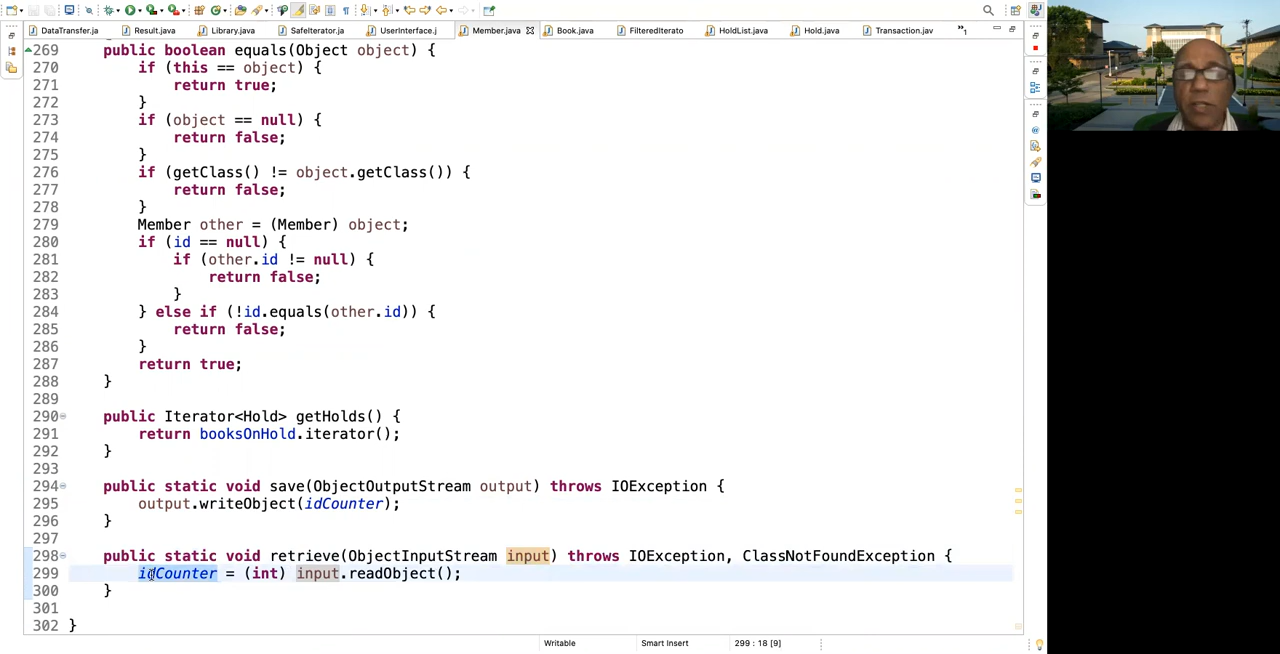 DataTransfer.ja
Result.java
Library.java
SafeIterator.ja
UserInterface.j
Member.java
Book.java
FilteredIterato
HoldList.java
Hold.java
Transaction.jav
»1
269 public boolean equals(Object object) {
270 if (this == object) {
271 return true;
272 }
273 if (object == null) {
274 return false;
275 }
276 if (getClass() != object.getClass()) {
277 return false;
278 }
279 Member other = (Member) object;
280 if (id == null) {
281 if (other.id != null) {
282 return false;
283 }
284 } else if (!id.equals(other.id)) {
285 return false;
286 }
287 return true;
288 }
289
290 public Iterator<Hold> getHolds() {
291 return booksOnHold.iterator();
292 }
293
294 public static void save(ObjectOutputStream output) throws IOException {
295 output.writeObject(idCounter);
296 }
297
298 public static void retrieve(ObjectInputStream input) throws IOException, ClassNotFoundException {
299 idCounter = (int) input.readObject();
300 }
301
302 }
Writable
Smart Insert
299 : 18 [9]